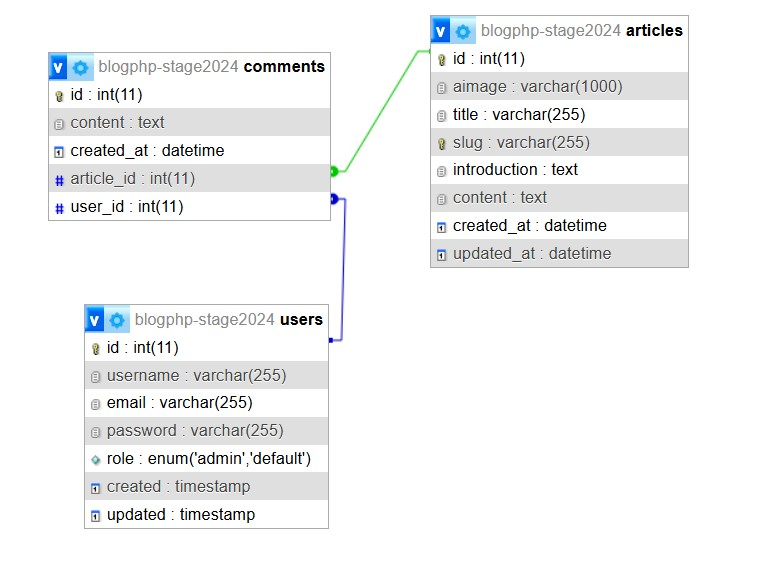 blogphp-stage2024 comments
id : int(11)
content : text
created_at : datetime
article_id : int(11)
user_id : int(11)
blogphp-stage2024 articles
id : int(11)
aimage : varchar(1000)
title : varchar(255)
slug : varchar(255)
introduction : text
content : text
created_at : datetime
updated_at : datetime
blogphp-stage2024 users
id : int(11)
username : varchar(255)
email : varchar(255)
password : varchar(255)
role : enum('admin','default')
created : timestamp
updated : timestamp